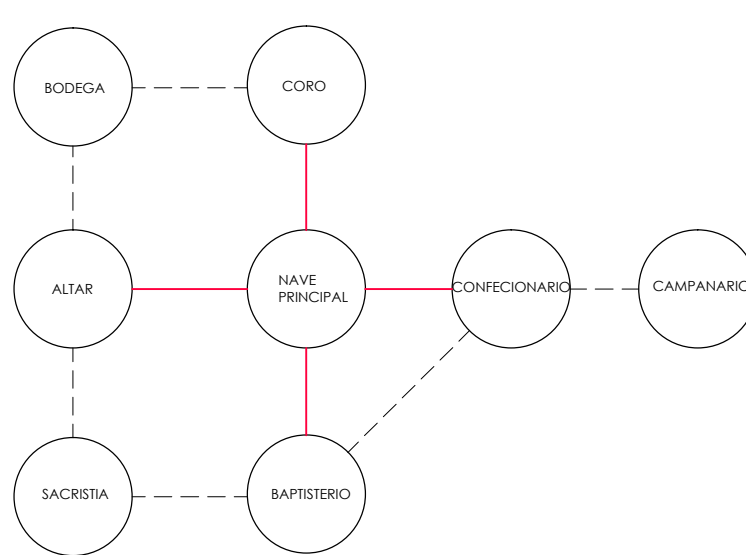 BODEGA
CORO
ALTAR
NAVE
PRINCIPAL
CONFECIONARIO
CAMPANARIO
SACRISTIA
BAPTISTERIO